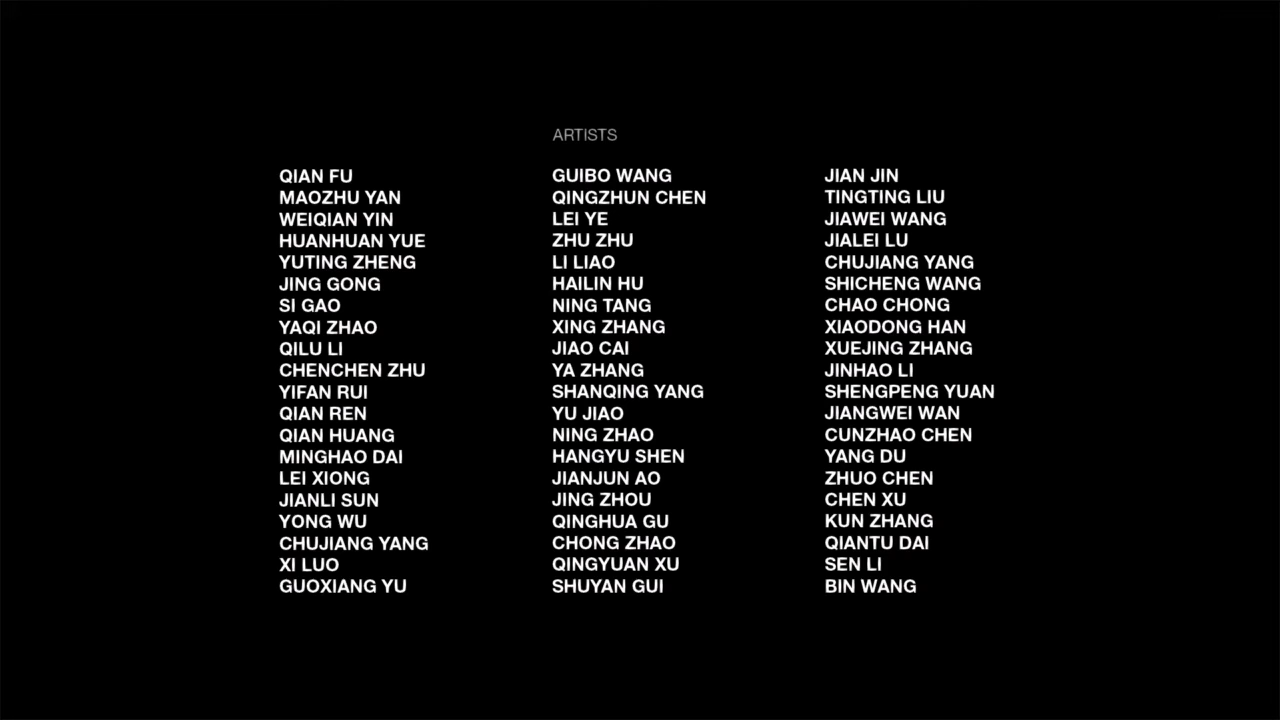 ARTISTS
QIAN FU
MAOZHU YAN
WEIQIAN YIN
HUANHUAN YUE
YUTING ZHENG
JING GONG
SI GAO
YAQI ZHAO
QILU LI
CHENCHEN ZHU
YIFAN RUI
QIAN REN
QIAN HUANG
MINGHAO DAI
LEI XIONG
JIANLI SUN
YONG WU
CHUJIANG YANG
XI LUO
GUOXIANG YU
GUIBO WANG
QINGZHUN CHEN
LEI YE
ZHU ZHU
LI LIAO
HAILIN HU
NING TANG
XING ZHANG
JIAO CAI
YA ZHANG
SHANQING YANG
YU JIAO
NING ZHAO
HANGYU SHEN
JIANJUN AO
JING ZHOU
QINGHUA GU
CHONG ZHAO
QINGYUAN XU
SHUYAN GUI
JIAN JIN
TINGTING LIU
JIAWEI WANG
JIALEI LU
CHUJIANG YANG
SHICHENG WANG
CHAO CHONG
XIAODONG HAN
XUEJING ZHANG
JINHAO LI
SHENGPENG YUAN
JIANGWEI WAN
CUNZHAO CHEN
YANG DU
ZHUO CHEN
CHEN XU
KUN ZHANG
QIANTU DAI
SEN LI
BIN WANG